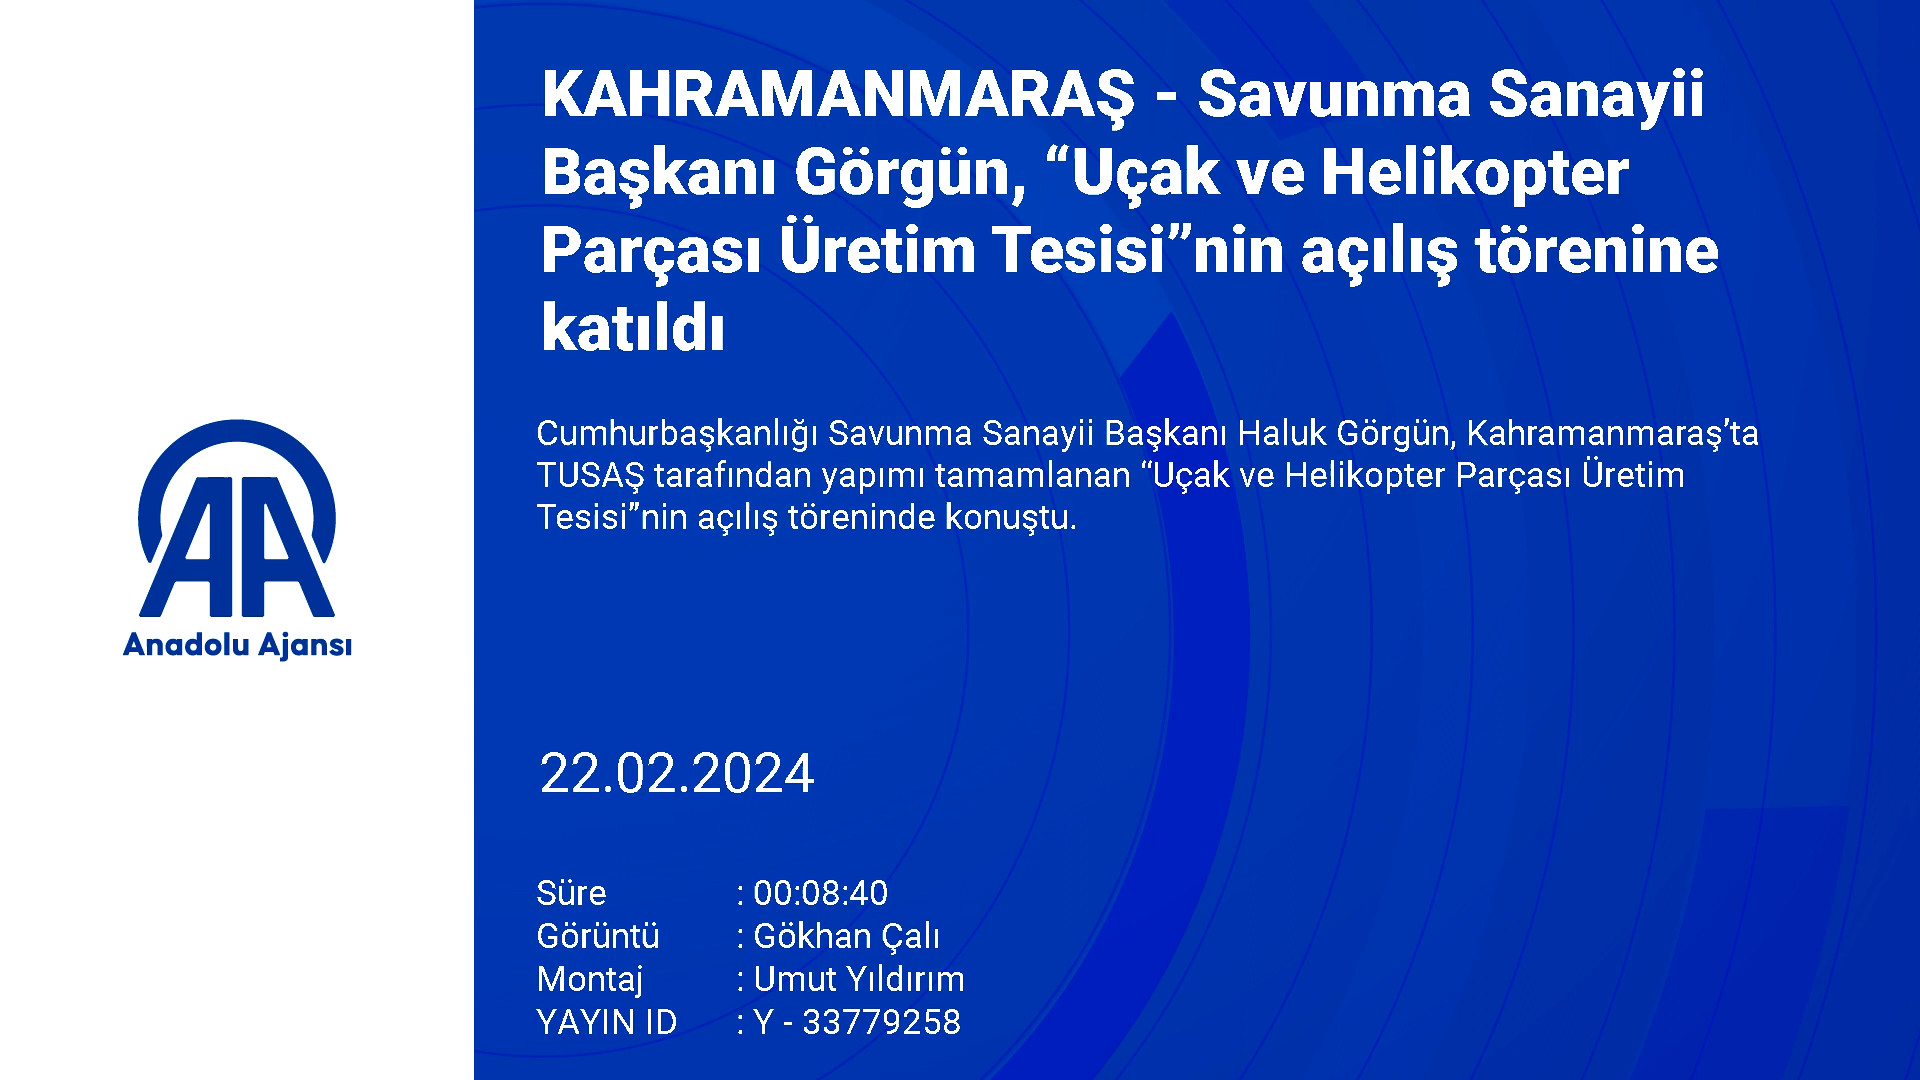 KAHRAMANMARAŞ - Savunma Sanayii
Başkanı Görgün, “Uçak ve Helikopter
Parçası Üretim Tesisi”nin açılış törenine
katıldı
Cumhurbaşkanlığı Savunma Sanayii Başkanı Haluk Görgün, Kahramanmaraş’ta
TUSAŞ tarafından yapımı tamamlanan “Uçak ve Helikopter Parçası Üretim
Tesisi”nin açılış töreninde konuştu.
AA
Anadolu Ajansı
22.02.2024
Süre : 00:08:40
Görüntü : Gökhan Çalı
Montaj : Umut Yıldırım
YAYIN ID : Y - 33779258